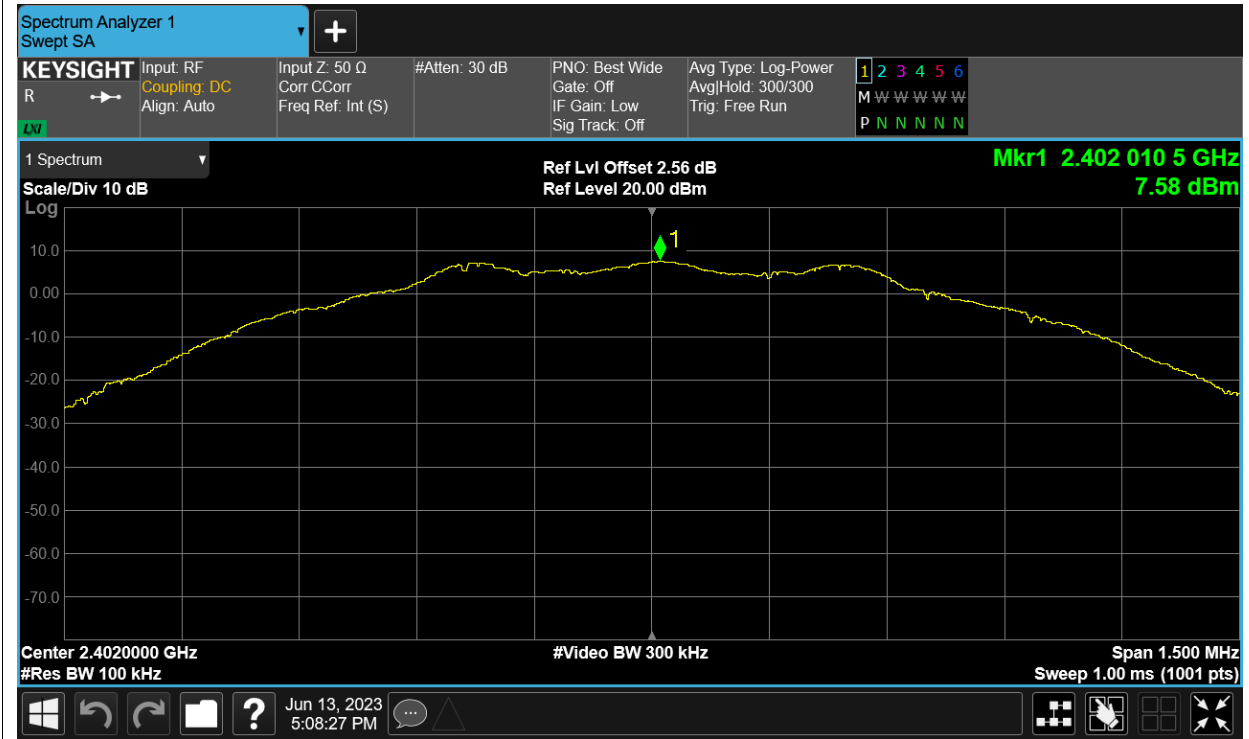 Spectrum Analyzer 1
Swept SA
+
KEYSIGHT
R
LXI
Input: RF
Coupling: DC
Align: Auto
Input Z: 50 Ω
Corr CCorr
Freq Ref: Int (S)
#Atten: 30 dB
PNO: Best Wide
Gate: Off
IF Gain: Low
Sig Track: Off
Avg Type: Log-Power
Avg|Hold: 300/300
Trig: Free Run
1 2 3 4 5 6
M W W W W W
P N N N N N
1 Spectrum
Scale/Div 10 dB
Log
Ref Lvl Offset 2.56 dB
Ref Level 20.00 dBm
Mkr1 2.402 010 5 GHz
7.58 dBm
1
10.0
0.00
-10.0
-20.0
-30.0
-40.0
-50.0
-60.0
-70.0
Center 2.4020000 GHz
#Res BW 100 kHz
#Video BW 300 kHz
Span 1.500 MHz
Sweep 1.00 ms (1001 pts)
?
Jun 13, 2023
5:08:27 PM